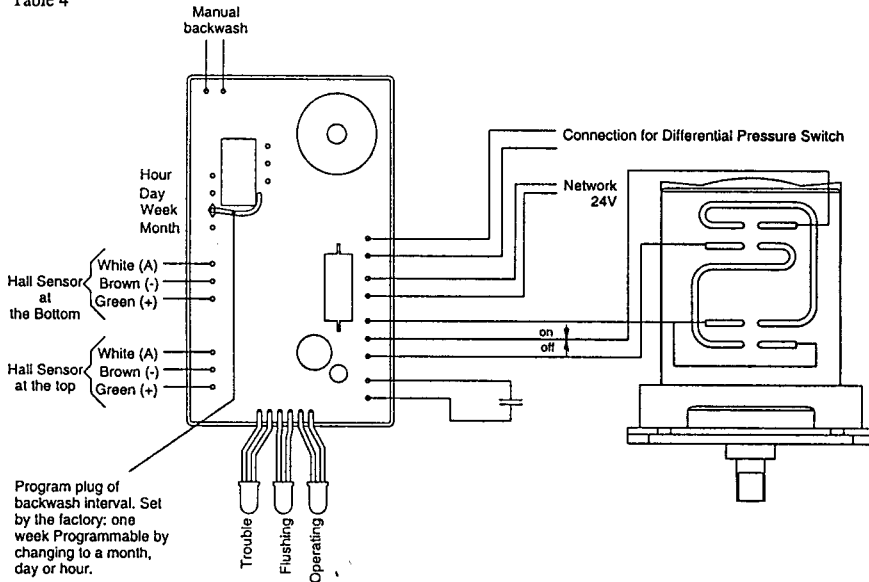 Table 4
Manual
backwash
Connection for Differential Pressure Switch
Hour
Day
Week
Month
Network
24V
Hall Sensor
at
the Bottom
White (A)
Brown (-)
Green (+)
on
off
Hall Sensor
at the top
White (A)
Brown (-)
Green (+)
Program plug of
backwash interval. Set
by the factory: one
week Programmable by
changing to a month,
day or hour.
Trouble
Flushing
Operating